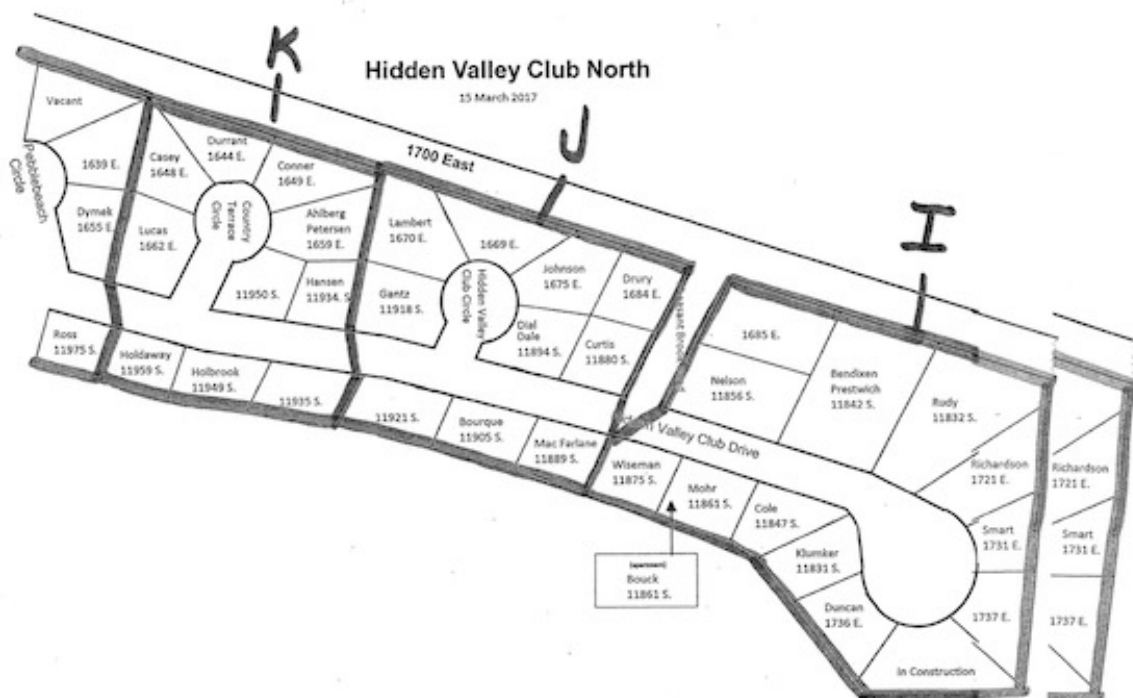 K
Hidden Valley Club North
15 March 2017
J
1700 East
I
Vacant
1639 E.
Dymek
1655 E.
Pebblebeach
Circle
Casey
1648 E.
Durrant
1644 E.
Conner
1649 E.
Lucas
1662 E.
Country
Terrace
Circle
Ahlberg
Petersen
1659 E.
11950 S.
Hansen
11934. S.
Lambert
1670 E.
1669 E.
Johnson
1675 E.
Drury
1684 E.
Gantz
11918 S.
Hidden Valley
Club Circle
Dial
Dale
11894 S.
Curtis
11880 S.
1685 E.
Nelson
11856 S.
Bendixen
Prestwich
11842 S.
Rudy
11832 S.
Richardson
1721 E.
Smart
1731 E.
1737 E.
Richardson
1721 E.
Smart
1731 E.
1737 E.
Ross
11975 S.
Holdaway
11959 S.
Holbrook
11949 S.
11935 S.
11921 S.
Bourque
11905 S.
Mac Farlane
11889 S.
Valley Club Drive
Wiseman
11875 S.
Mohr
11861 S.
Cole
11847 S.
Klumker
11831 S.
Duncan
1736 E.
In Construction
(apartment)
Bouck
11861 S.